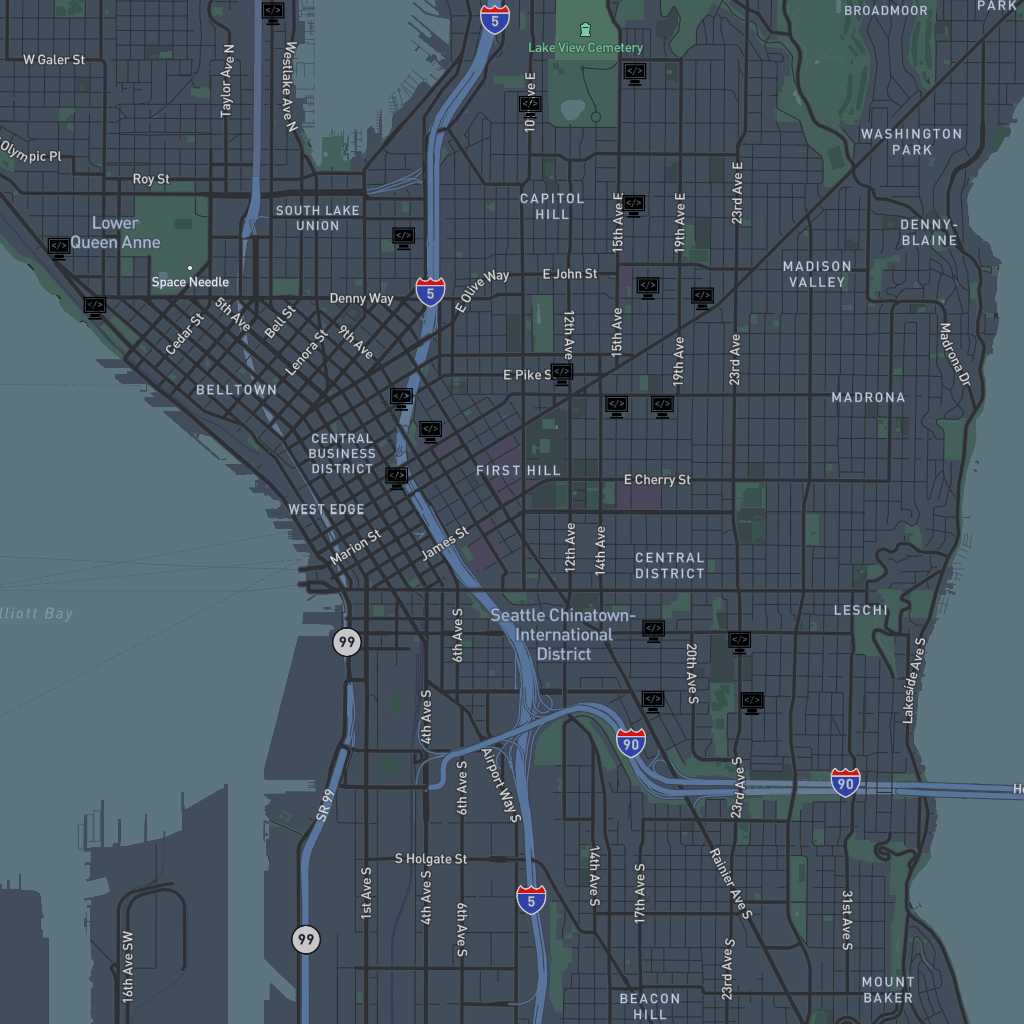 BROADMOOR
PARK
5
W Galer St
Taylor Ave N
Westlake Ave N
Lake View Cemetery
WASHINGTON
PARK
Olympic Pl
Roy St
CAPITOL
HILL
23rd Ave E
15th Ave E
19th Ave E
SOUTH LAKE
UNION
Lower
Queen Anne
DENNY-
BLAINE
MADISON
VALLEY
E John St
Space Needle
E Olive Way
5
Denny Way
5th Ave
Bell St
Cedar St
Lenora St
9th Ave
12th Ave
15th Ave
19th Ave
23rd Ave
Madrona Dr
E Pike S
BELLTOWN
MADRONA
CENTRAL
BUSINESS
DISTRICT
FIRST HILL
E Cherry St
WEST EDGE
Marion St
James St
12th Ave
14th Ave
CENTRAL
DISTRICT
lliott Bay
LESCHI
Seattle Chinatown-
International
District
6th Ave S
99
20th Ave S
Lakeside Ave S
4th Ave S
90
90
6th Ave S
Airport Way S
23rd Ave S
SR 99
S Holgate St
1st Ave S
4th Ave S
6th Ave S
5
14th Ave S
17th Ave S
Rainier Ave S
31st Ave S
99
16th Ave SW
23rd Ave S
BEACON
HILL
MOUNT
BAKER